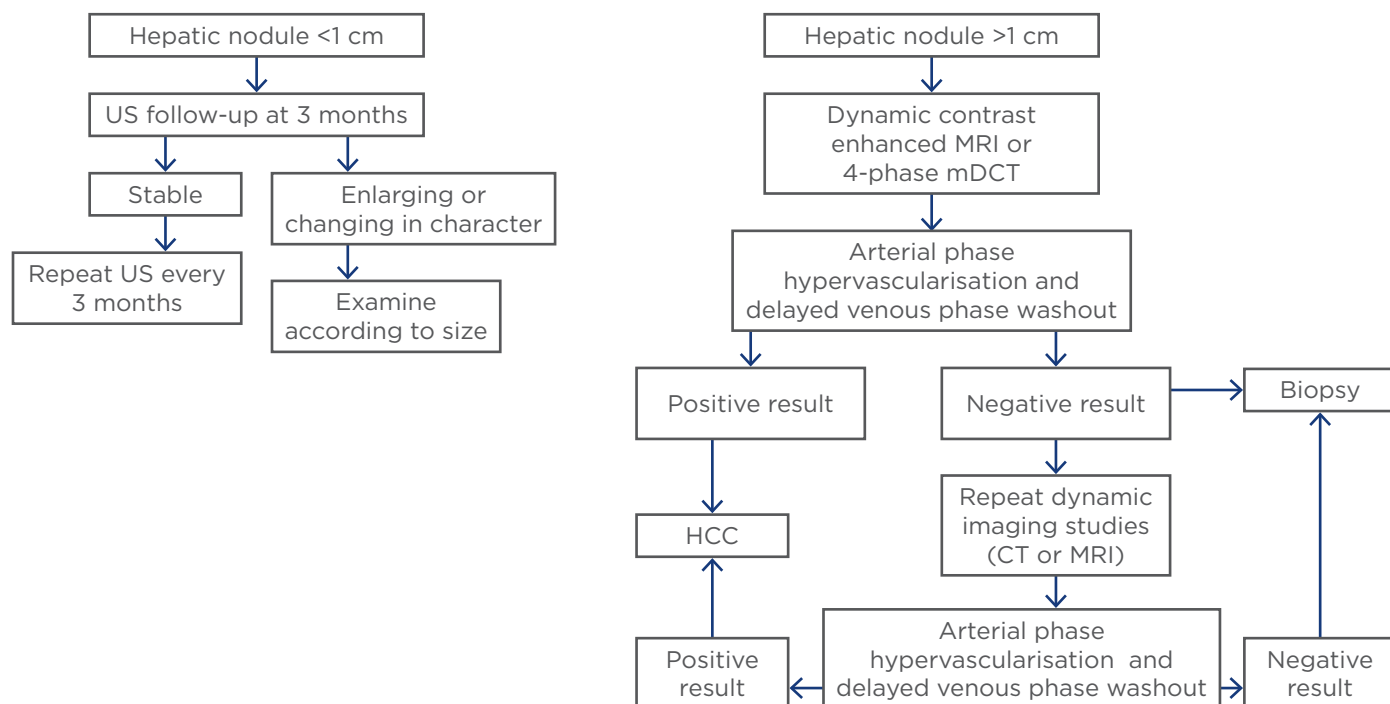 Hepatic nodule <1 cm
US follow-up at 3 months
Stable
Enlarging or
changing in character
Repeat US every
3 months
Examine
according to size
Hepatic nodule >1 cm
Dynamic contrast
enhanced MRI or
4-phase mDCT
Arterial phase
hypervascularisation and
delayed venous phase washout
Positive result
Negative result
Biopsy
HCC
Repeat dynamic
imaging studies
(CT or MRI)
Positive
result
Arterial phase
hypervascularisation  and
delayed venous phase washout
Negative
result